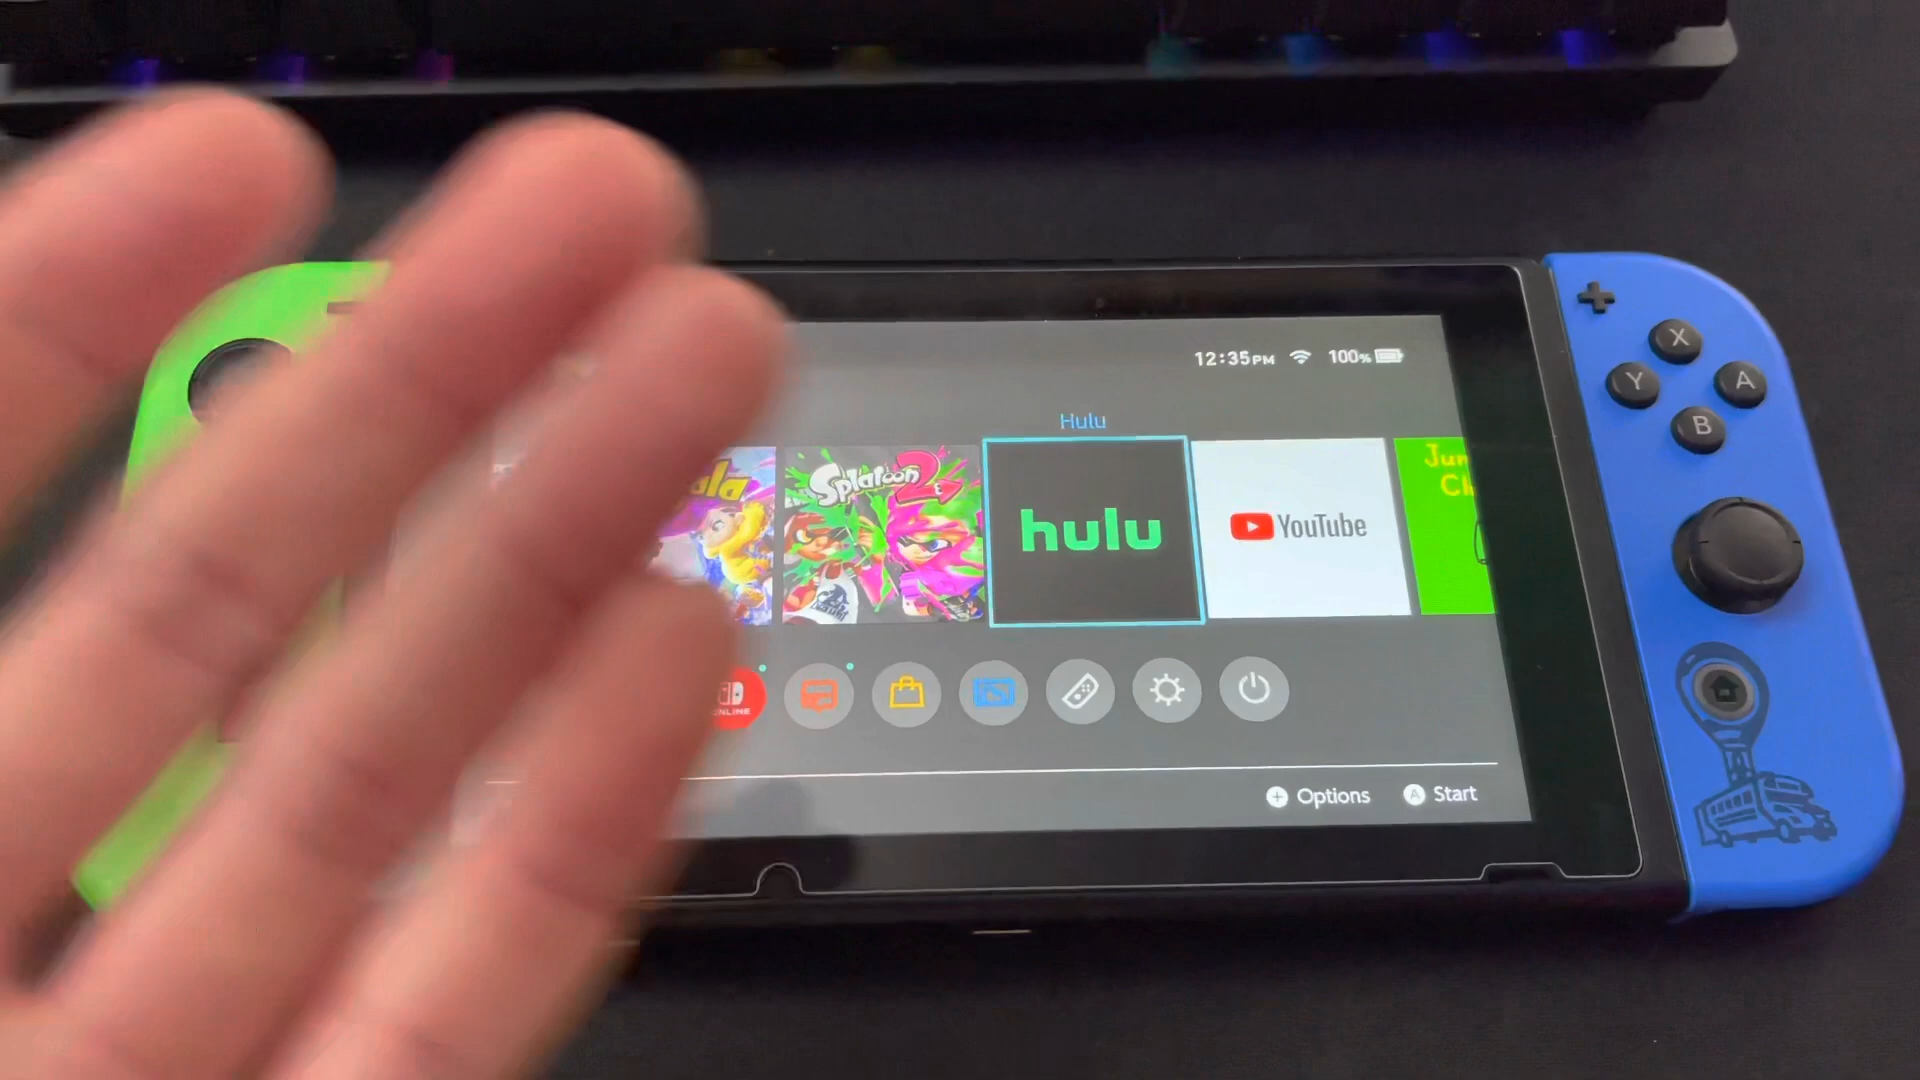 12:35PM 100%
Hulu
Splatoon 2
hulu
YouTube
Options
Start
X
Y
A
B